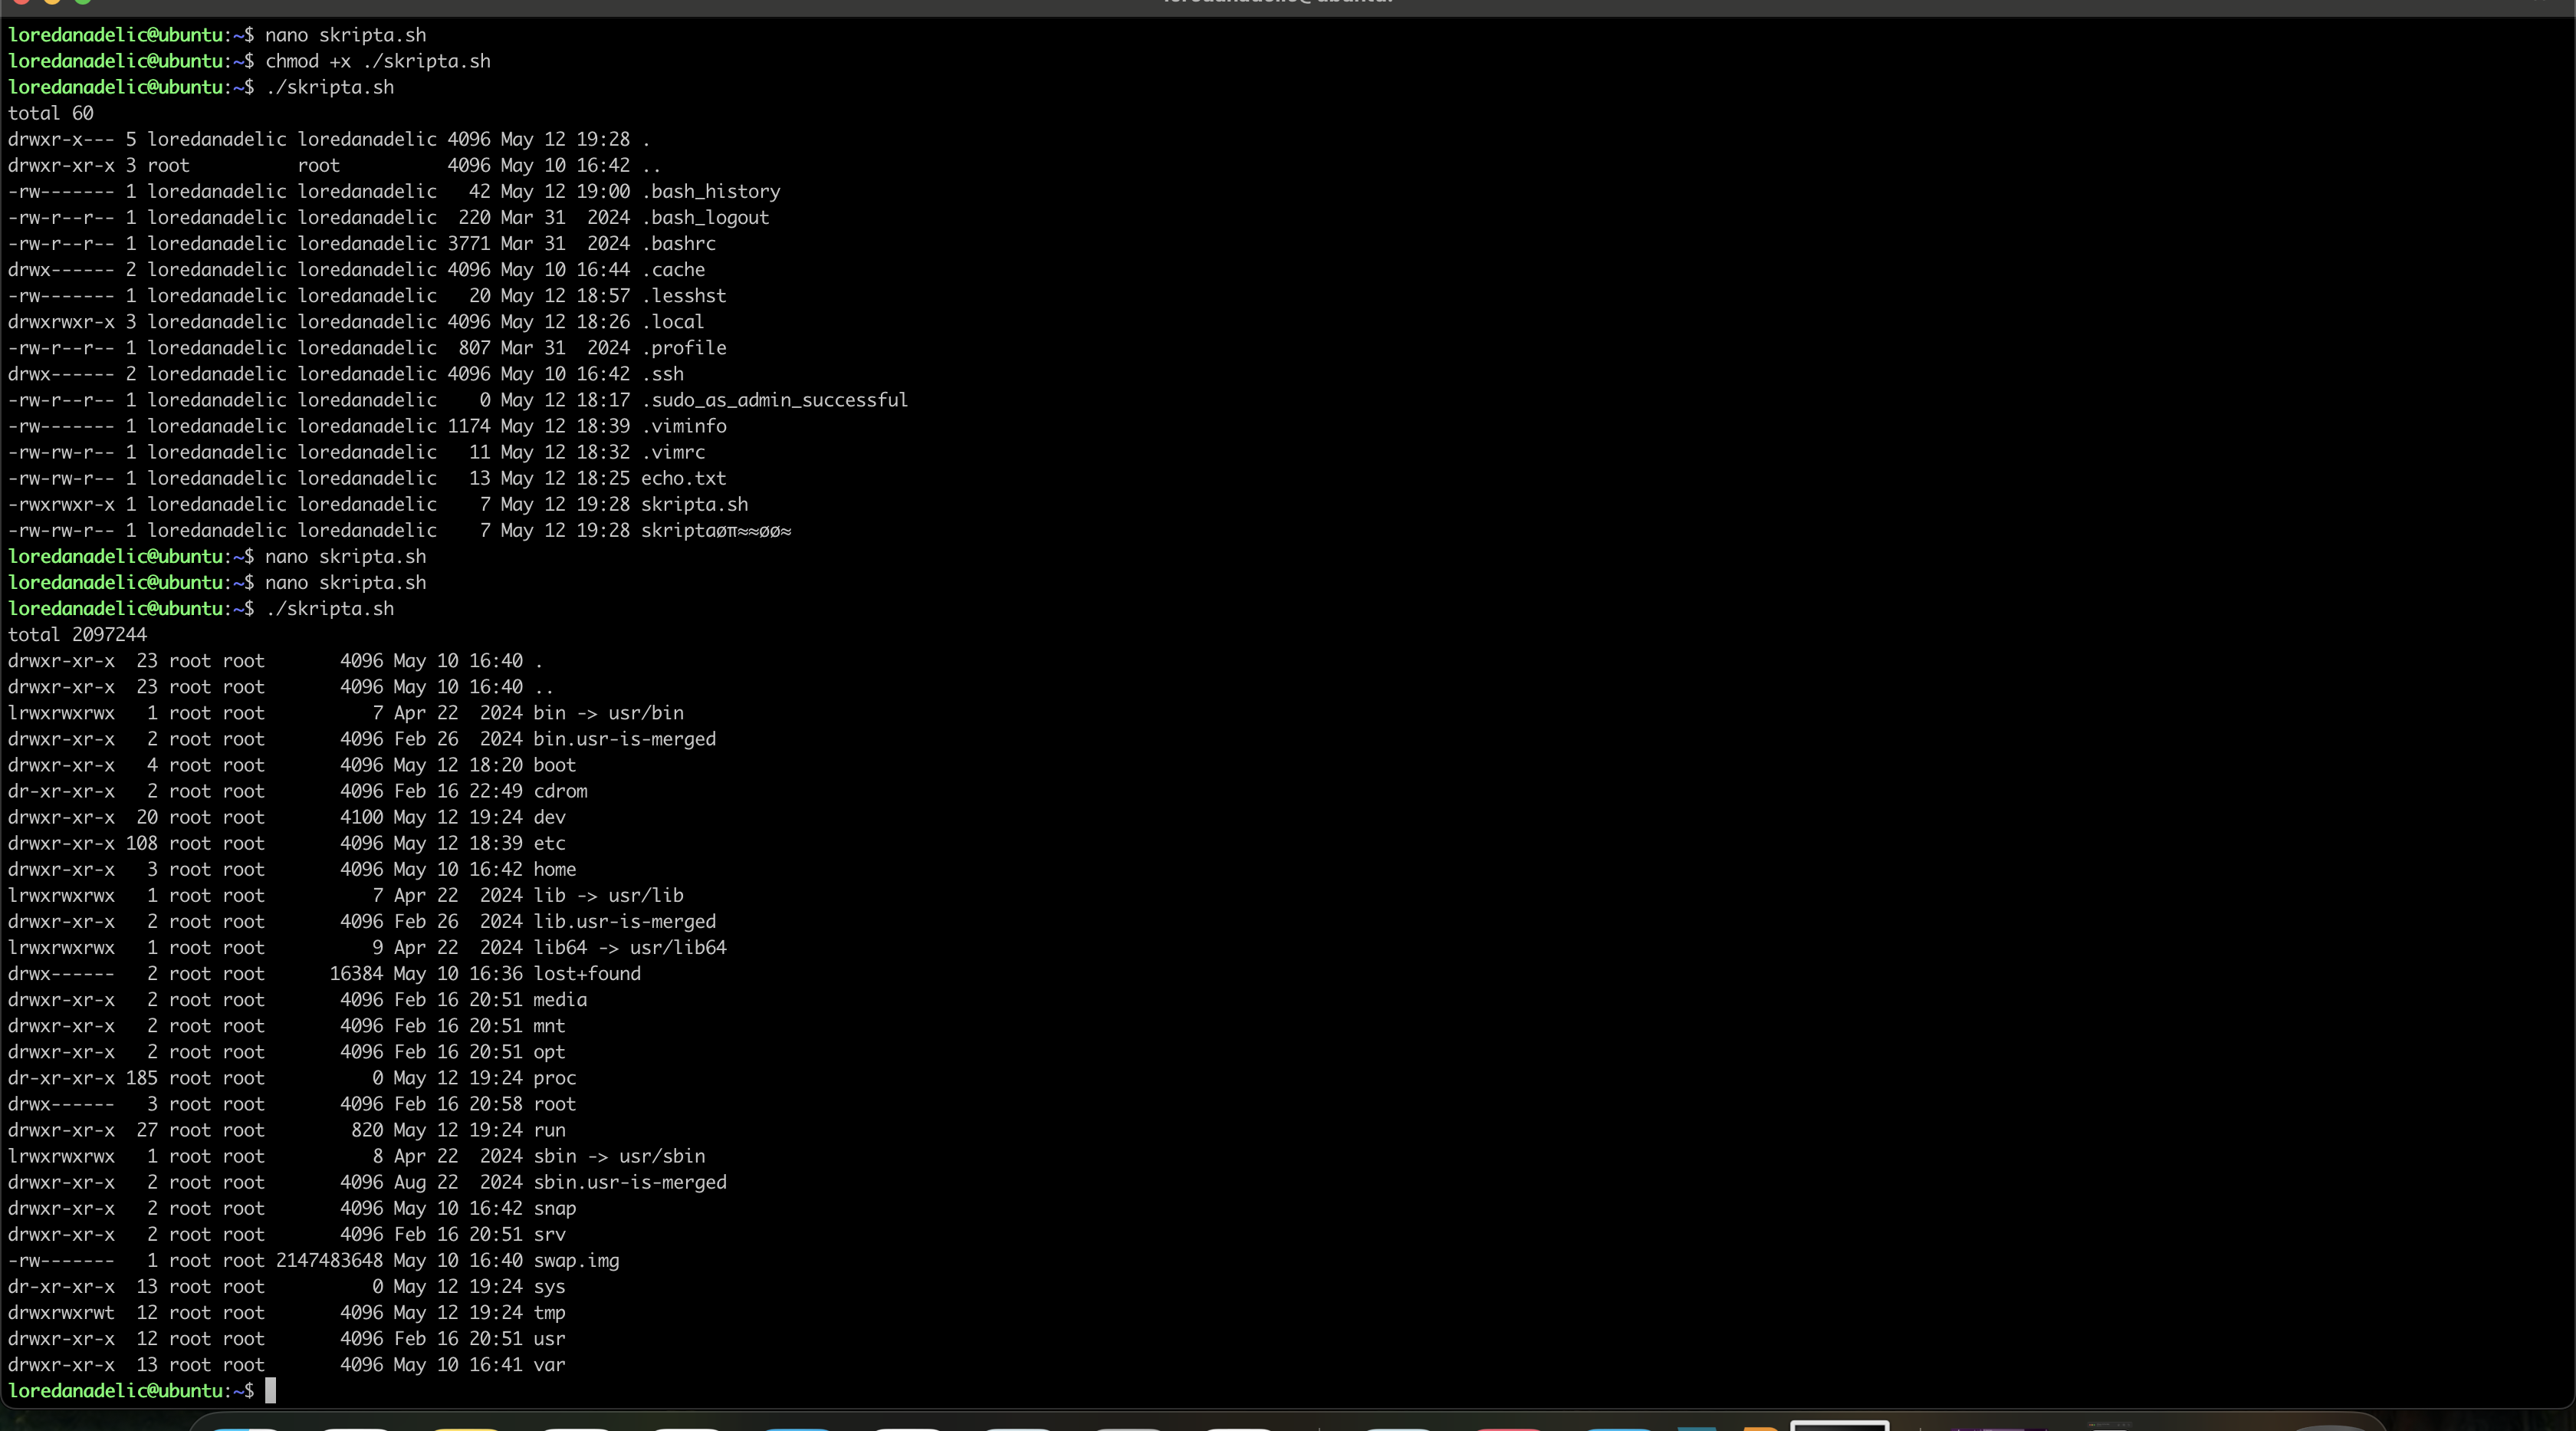 loredanadelic@ubuntu:~$ nano skripta.sh
loredanadelic@ubuntu:~$ chmod +x ./skripta.sh
loredanadelic@ubuntu:~$ ./skripta.sh
total 60
drwxr-x--- 5 loredanadelic loredanadelic 4096 May 12 19:28 .
drwxr-xr-x 3 root          root          4096 May 10 16:42 ..
-rw------- 1 loredanadelic loredanadelic   42 May 12 19:00 .bash_history
-rw-r--r-- 1 loredanadelic loredanadelic  220 Mar 31  2024 .bash_logout
-rw-r--r-- 1 loredanadelic loredanadelic 3771 Mar 31  2024 .bashrc
drwx------ 2 loredanadelic loredanadelic 4096 May 10 16:44 .cache
-rw------- 1 loredanadelic loredanadelic   20 May 12 18:57 .lesshst
drwxrwxr-x 3 loredanadelic loredanadelic 4096 May 12 18:26 .local
-rw-r--r-- 1 loredanadelic loredanadelic  807 Mar 31  2024 .profile
drwx------ 2 loredanadelic loredanadelic 4096 May 10 16:42 .ssh
-rw-r--r-- 1 loredanadelic loredanadelic    0 May 12 18:17 .sudo_as_admin_successful
-rw------- 1 loredanadelic loredanadelic 1174 May 12 18:39 .viminfo
-rw-rw-r-- 1 loredanadelic loredanadelic   11 May 12 18:32 .vimrc
-rw-rw-r-- 1 loredanadelic loredanadelic   13 May 12 18:25 echo.txt
-rwxrwxr-x 1 loredanadelic loredanadelic    7 May 12 19:28 skripta.sh
-rw-rw-r-- 1 loredanadelic loredanadelic    7 May 12 19:28 skriptaøπ≈≈øø≈
loredanadelic@ubuntu:~$ nano skripta.sh
loredanadelic@ubuntu:~$ nano skripta.sh
loredanadelic@ubuntu:~$ ./skripta.sh
total 2097244
drwxr-xr-x  23 root root       4096 May 10 16:40 .
drwxr-xr-x  23 root root       4096 May 10 16:40 ..
lrwxrwxrwx   1 root root          7 Apr 22  2024 bin -> usr/bin
drwxr-xr-x   2 root root       4096 Feb 26  2024 bin.usr-is-merged
drwxr-xr-x   4 root root       4096 May 12 18:20 boot
dr-xr-xr-x   2 root root       4096 Feb 16 22:49 cdrom
drwxr-xr-x  20 root root       4100 May 12 19:24 dev
drwxr-xr-x 108 root root       4096 May 12 18:39 etc
drwxr-xr-x   3 root root       4096 May 10 16:42 home
lrwxrwxrwx   1 root root          7 Apr 22  2024 lib -> usr/lib
drwxr-xr-x   2 root root       4096 Feb 26  2024 lib.usr-is-merged
lrwxrwxrwx   1 root root          9 Apr 22  2024 lib64 -> usr/lib64
drwx------   2 root root      16384 May 10 16:36 lost+found
drwxr-xr-x   2 root root       4096 Feb 16 20:51 media
drwxr-xr-x   2 root root       4096 Feb 16 20:51 mnt
drwxr-xr-x   2 root root       4096 Feb 16 20:51 opt
dr-xr-xr-x 185 root root          0 May 12 19:24 proc
drwx------   3 root root       4096 Feb 16 20:58 root
drwxr-xr-x  27 root root        820 May 12 19:24 run
lrwxrwxrwx   1 root root          8 Apr 22  2024 sbin -> usr/sbin
drwxr-xr-x   2 root root       4096 Aug 22  2024 sbin.usr-is-merged
drwxr-xr-x   2 root root       4096 May 10 16:42 snap
drwxr-xr-x   2 root root       4096 Feb 16 20:51 srv
-rw-------   1 root root 2147483648 May 10 16:40 swap.img
dr-xr-xr-x  13 root root          0 May 12 19:24 sys
drwxrwxrwt  12 root root       4096 May 12 19:24 tmp
drwxr-xr-x  12 root root       4096 Feb 16 20:51 usr
drwxr-xr-x  13 root root       4096 May 10 16:41 var
loredanadelic@ubuntu:~$